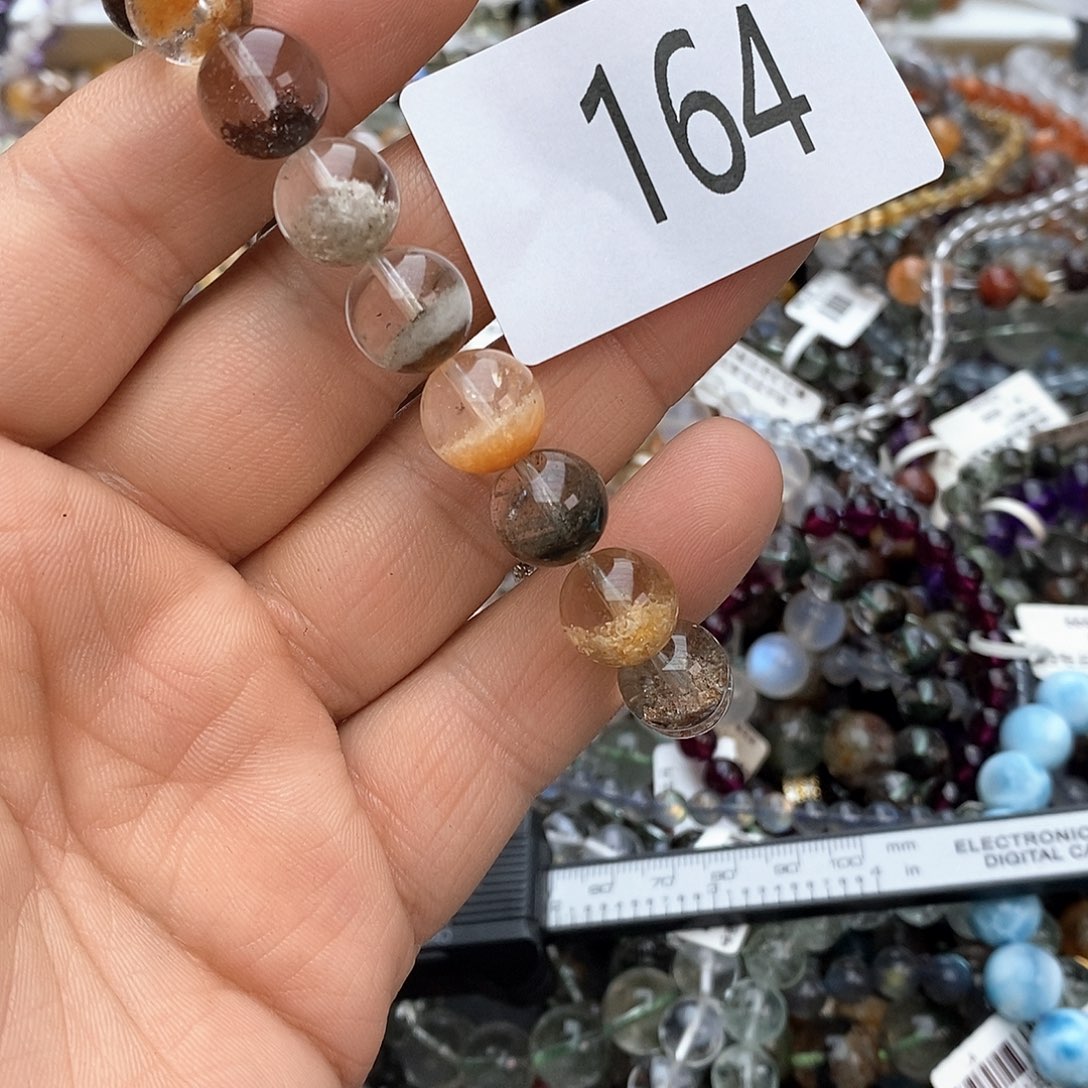 164
mm
in
ELECTRONIC
DIGITAL CA
60 70 80 90 100